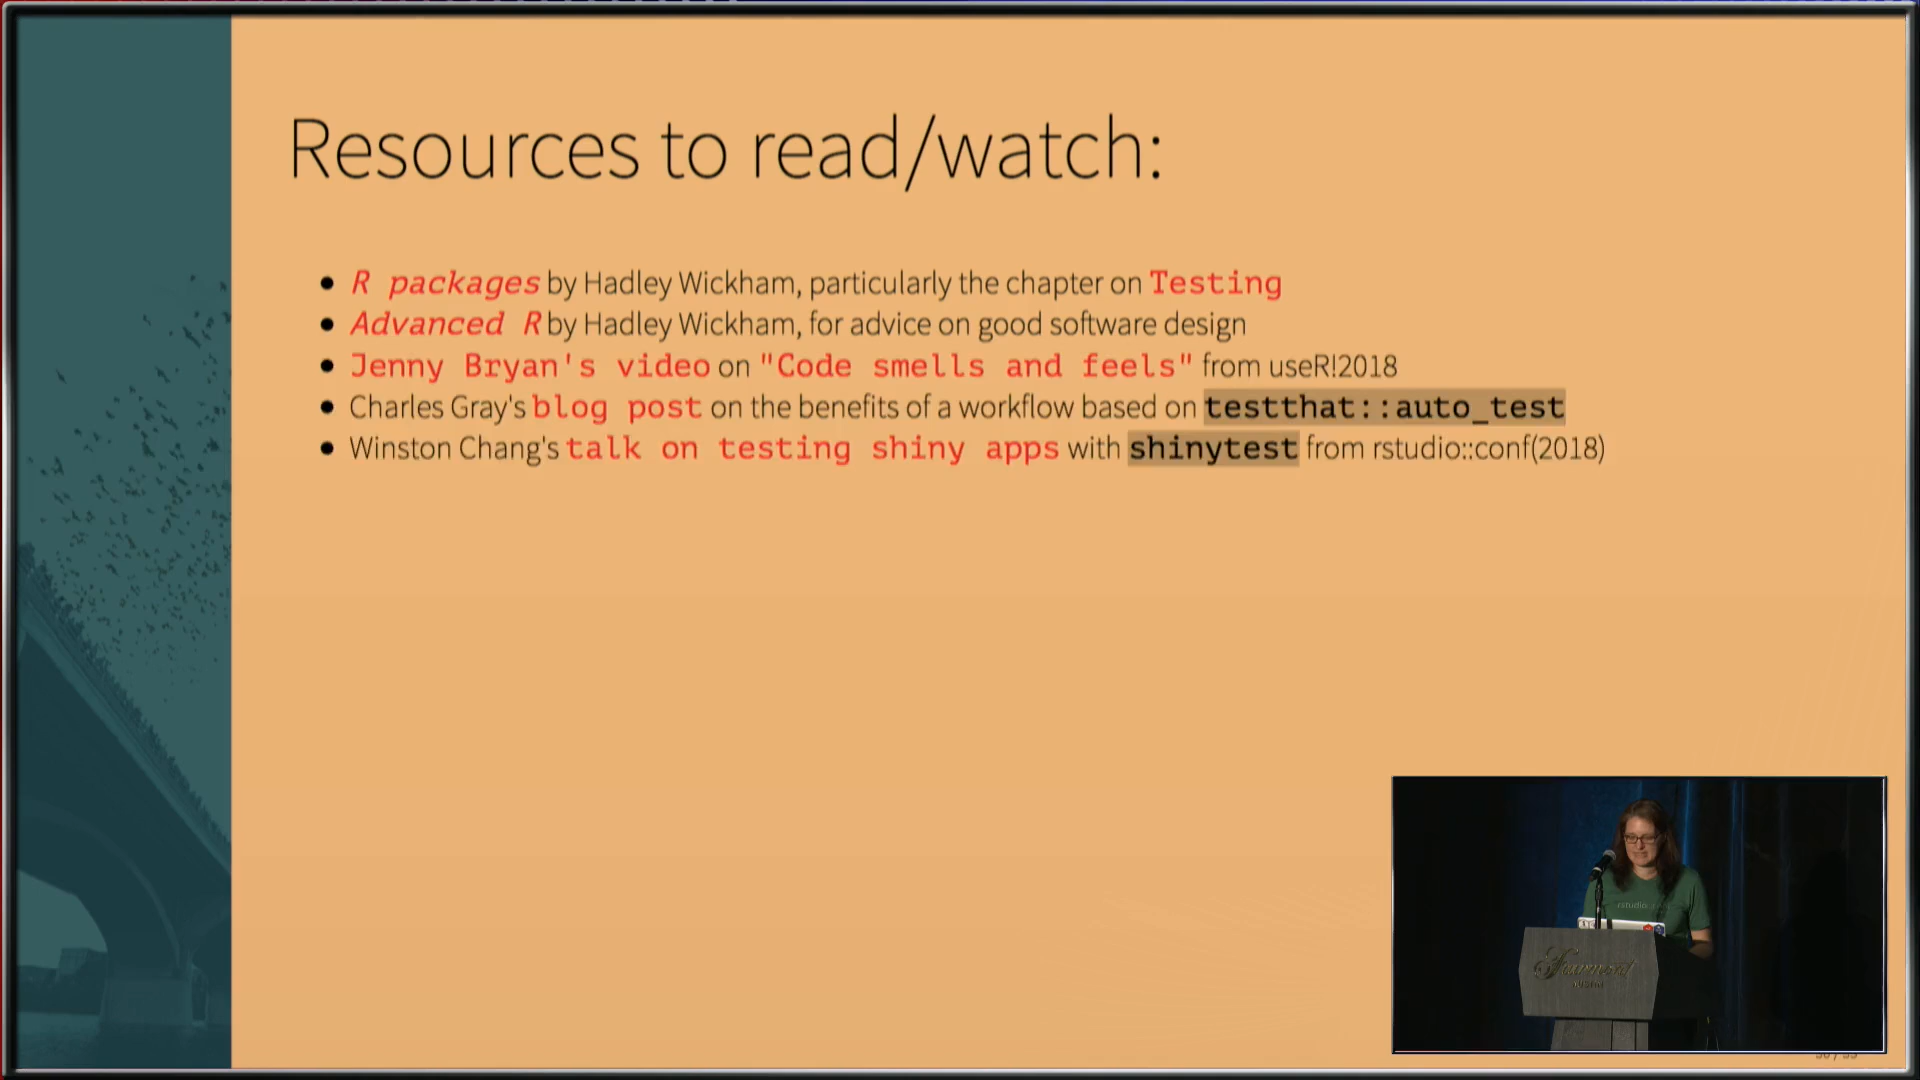 Resources to read/watch:
R packages by Hadley Wickham, particularly the chapter on Testing
Advanced R by Hadley Wickham, for advice on good software design
Jenny Bryan's video on "Code smells and feels" from useR!2018
Charles Gray's blog post on the benefits of a workflow based on testthat::auto_test
Winston Chang's talk on testing shiny apps with shinytest from rstudio::conf(2018)
rstudio
Fairmont